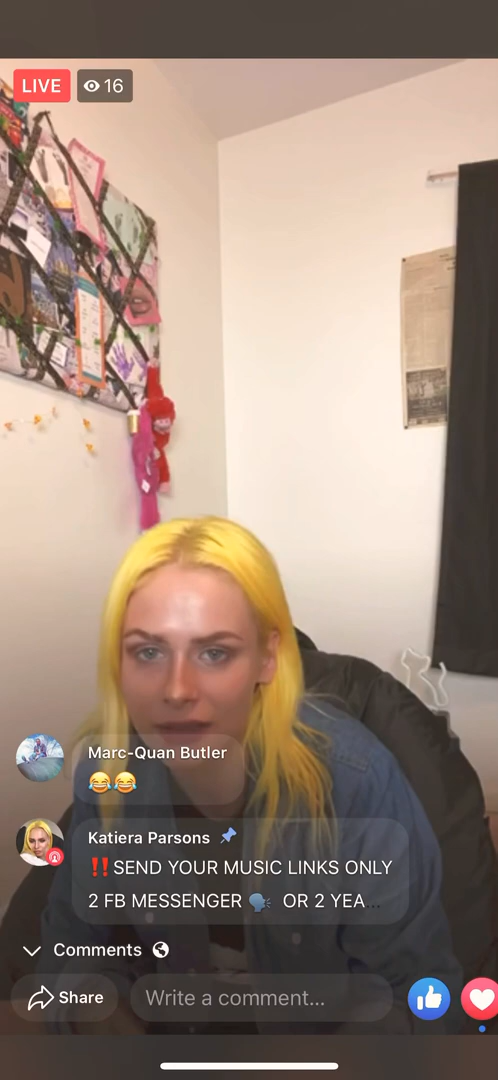 LIVE
16
Marc-Quan Butler
😂😂
Katiera Parsons 📌
‼️SEND YOUR MUSIC LINKS ONLY
2 FB MESSENGER 🗣️ OR 2 YEA...
Comments
Share
Write a comment...